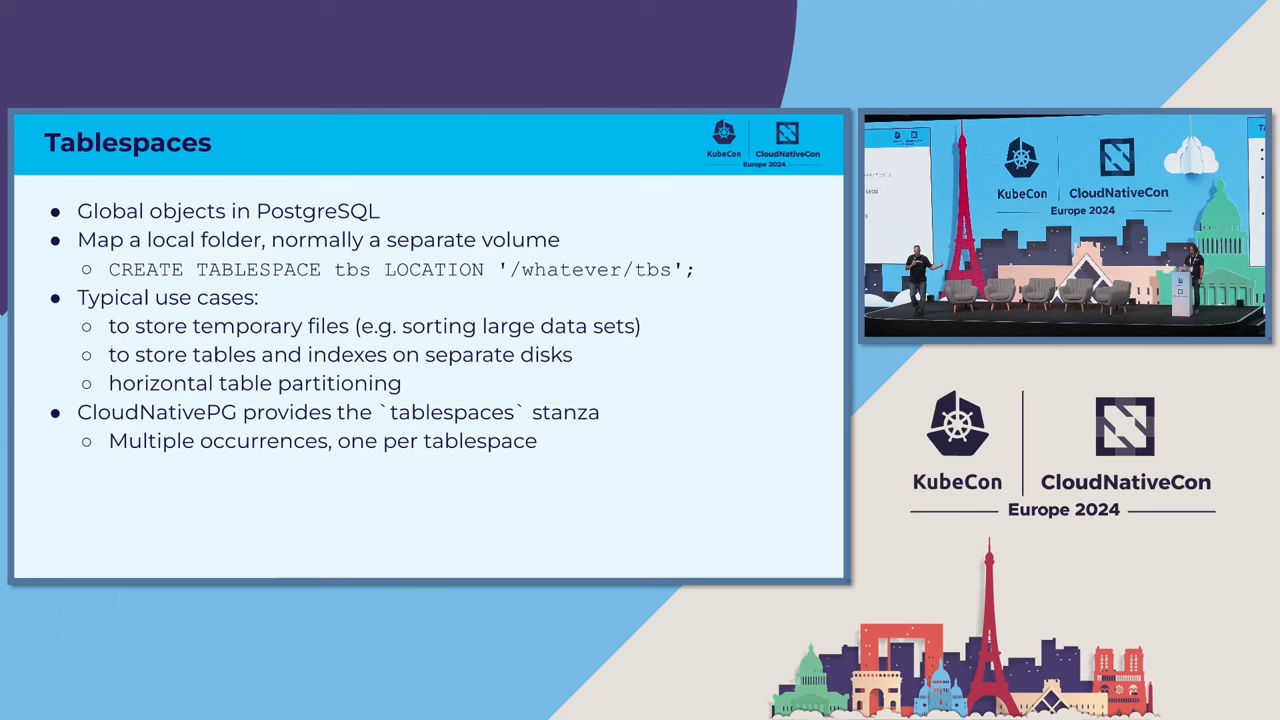 Tablespaces
KubeCon
CloudNativeCon
Europe 2024
● Global objects in PostgreSQL
● Map a local folder, normally a separate volume
○ CREATE TABLESPACE tbs LOCATION '/whatever/tbs';
● Typical use cases:
○ to store temporary files (e.g. sorting large data sets)
○ to store tables and indexes on separate disks
○ horizontal table partitioning
● CloudNativePG provides the `tablespaces` stanza
○ Multiple occurrences, one per tablespace
KubeCon
CloudNativeCon
Europe 2024
KubeCon
CloudNativeCon
Europe 2024